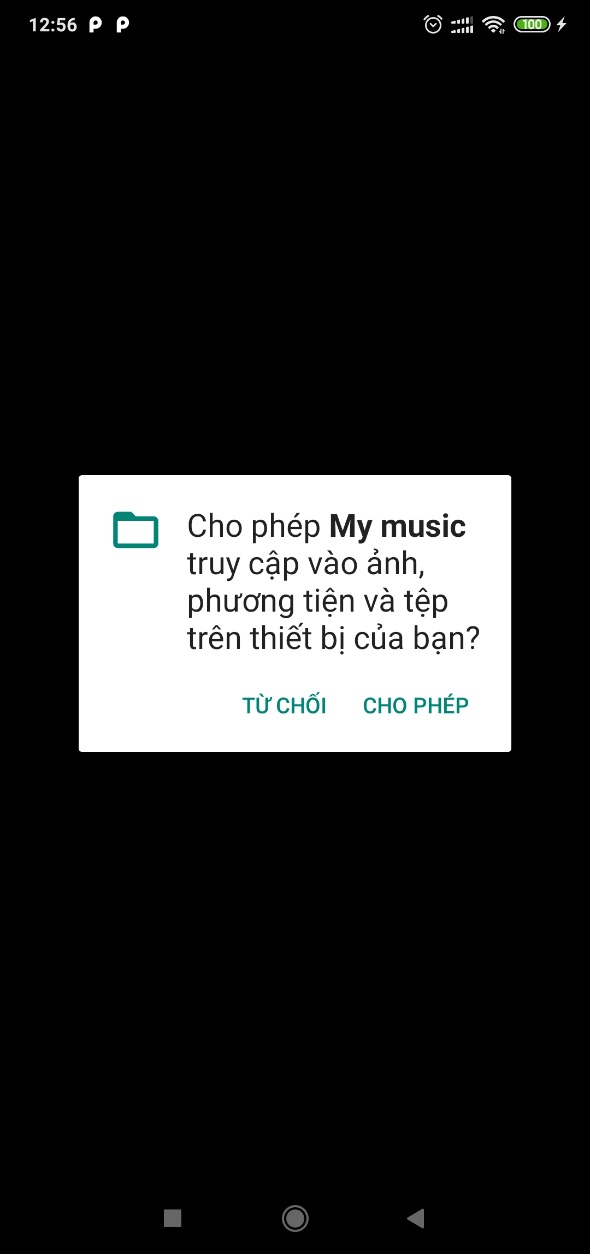 12:56
100
Cho phép My music
truy cập vào ảnh,
phương tiện và tệp
trên thiết bị của bạn?
TỪ CHỐI CHO PHÉP